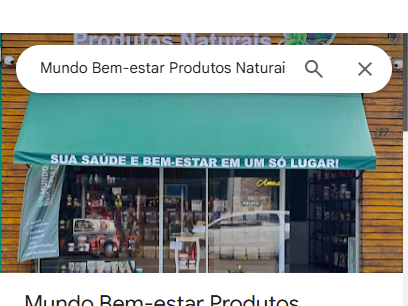 Produtos Naturais
Mundo Bem-estar Produtos Naturai
SUA SAÚDE E BEM-ESTAR EM UM SÓ LUGAR!
MUNDO
Mundo Bem-estar Produtos